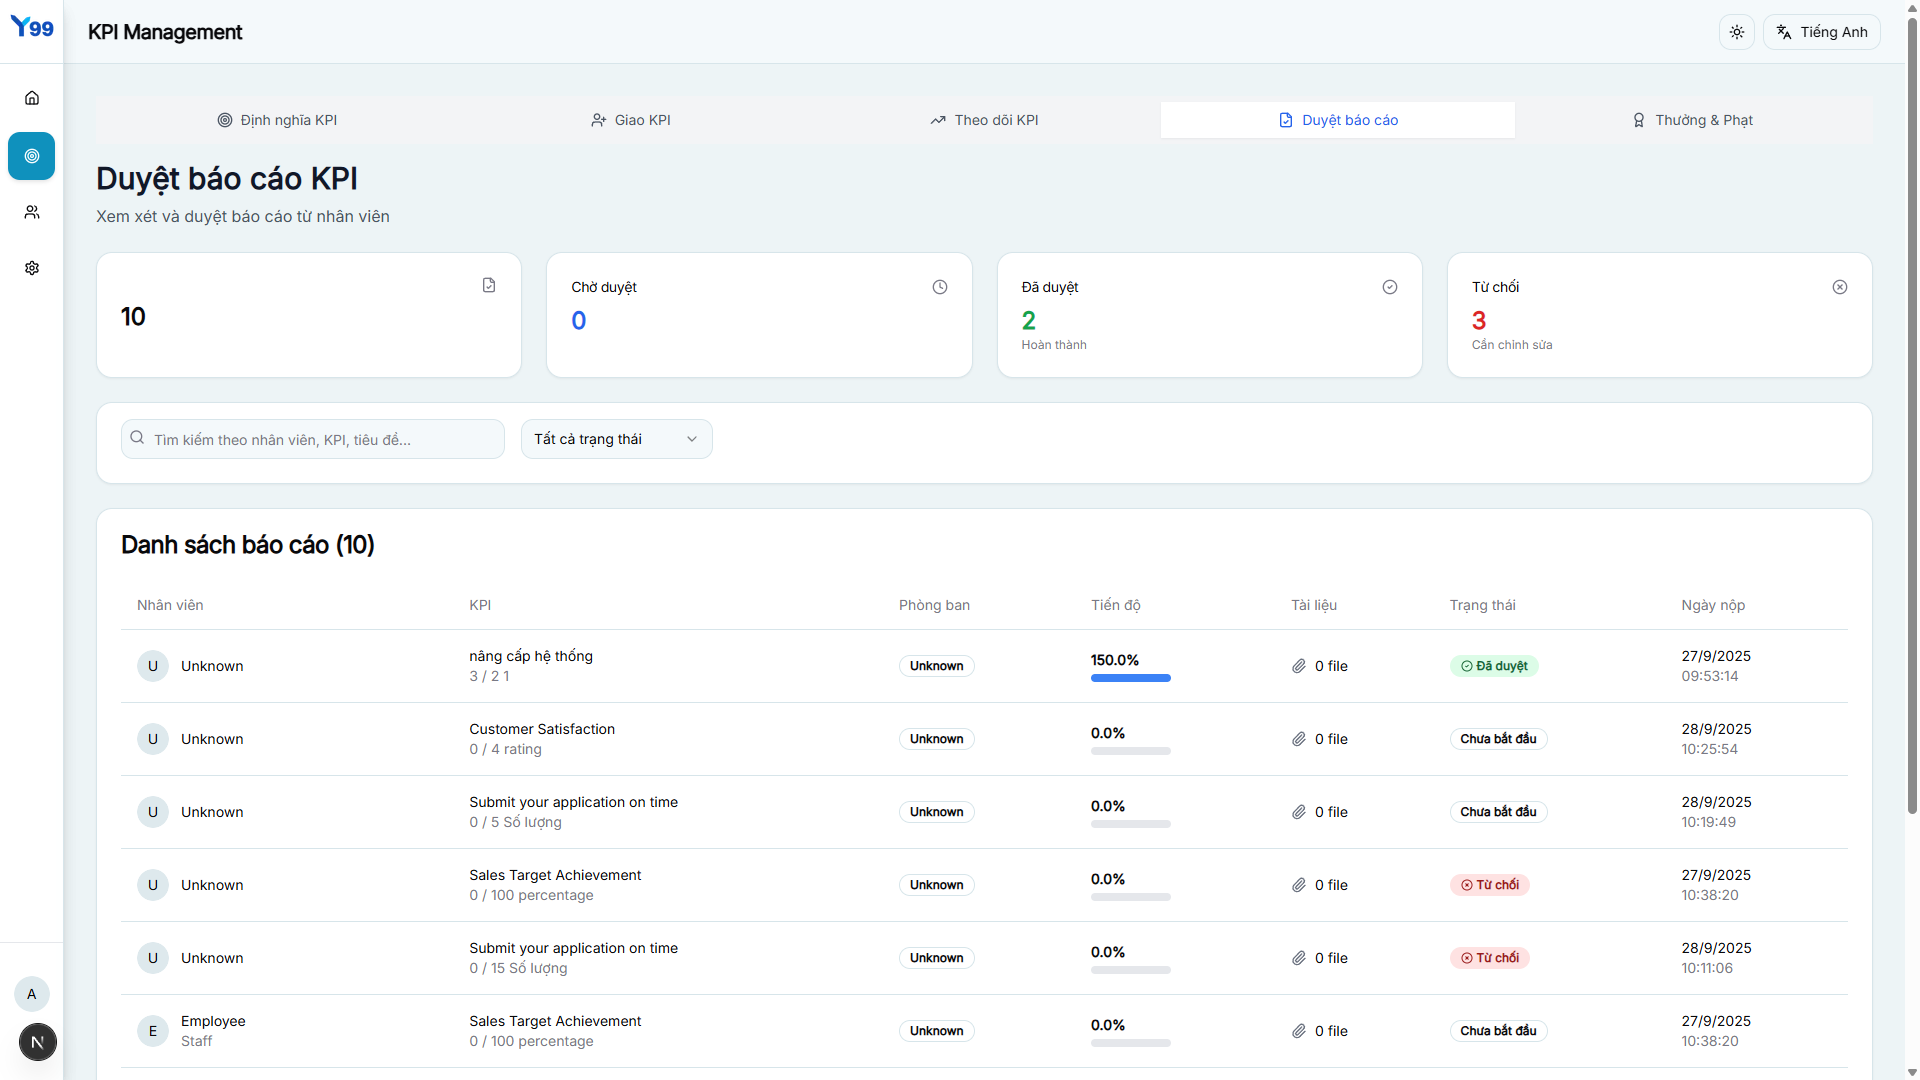 Y99
KPI Management
Tiếng Anh
Định nghĩa KPI
Giao KPI
Theo dõi KPI
Duyệt báo cáo
Thưởng & Phạt
Duyệt báo cáo KPI
Xem xét và duyệt báo cáo từ nhân viên
10
Chờ duyệt
0
Đã duyệt
2
Hoàn thành
Từ chối
3
Cần chỉnh sửa
Tìm kiếm theo nhân viên, KPI, tiêu đề...
Tất cả trạng thái
Danh sách báo cáo (10)
Nhân viên KPI Phòng ban Tiến độ Tài liệu Trạng thái Ngày nộp
U Unknown nâng cấp hệ thống Unknown 150.0% 0 file Đã duyệt 27/9/2025
3 / 2 1 09:53:14
U Unknown Customer Satisfaction Unknown 0.0% 0 file Chưa bắt đầu 28/9/2025
0 / 4 rating 10:25:54
U Unknown Submit your application on time Unknown 0.0% 0 file Chưa bắt đầu 28/9/2025
0 / 5 Số lượng 10:19:49
U Unknown Sales Target Achievement Unknown 0.0% 0 file Từ chối 27/9/2025
0 / 100 percentage 10:38:20
U Unknown Submit your application on time Unknown 0.0% 0 file Từ chối 28/9/2025
0 / 15 Số lượng 10:11:06
E Employee Sales Target Achievement Unknown 0.0% 0 file Chưa bắt đầu 27/9/2025
Staff 0 / 100 percentage 10:38:20
A
N